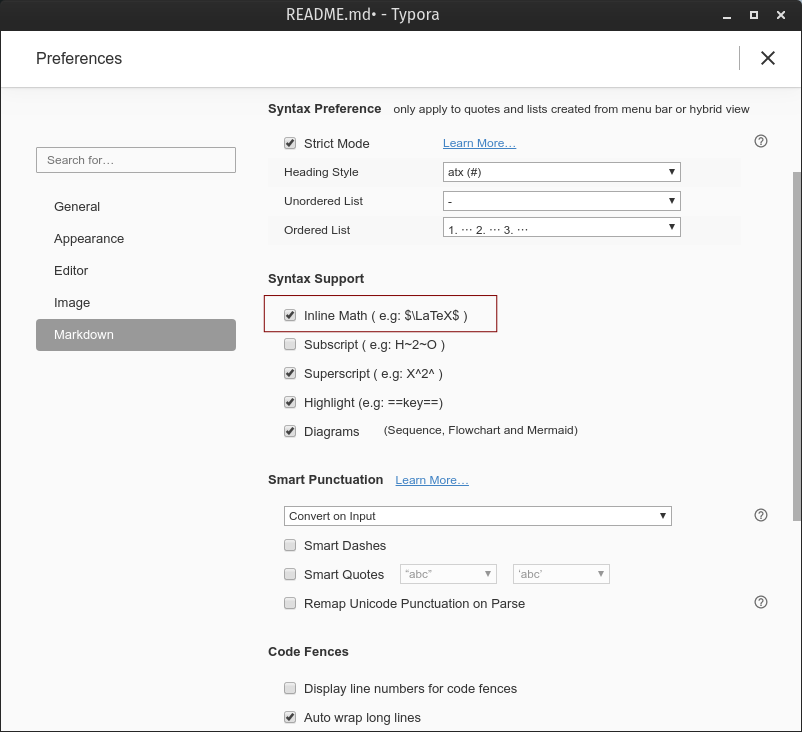 README.md• - Typora
Preferences
Search for…
General
Appearance
Editor
Image
Markdown
Syntax Preference only apply to quotes and lists created from menu bar or hybrid view
Strict Mode Learn More…
Heading Style atx (#)
Unordered List -
Ordered List 1. ··· 2. ··· 3. ···
Syntax Support
Inline Math ( e.g: $\LaTeX$ )
Subscript ( e.g: H~2~O )
Superscript ( e.g: X^2^ )
Highlight (e.g: ==key==)
Diagrams (Sequence, Flowchart and Mermaid)
Smart Punctuation Learn More…
Convert on Input
Smart Dashes
Smart Quotes “abc” ‘abc’
Remap Unicode Punctuation on Parse
Code Fences
Display line numbers for code fences
Auto wrap long lines